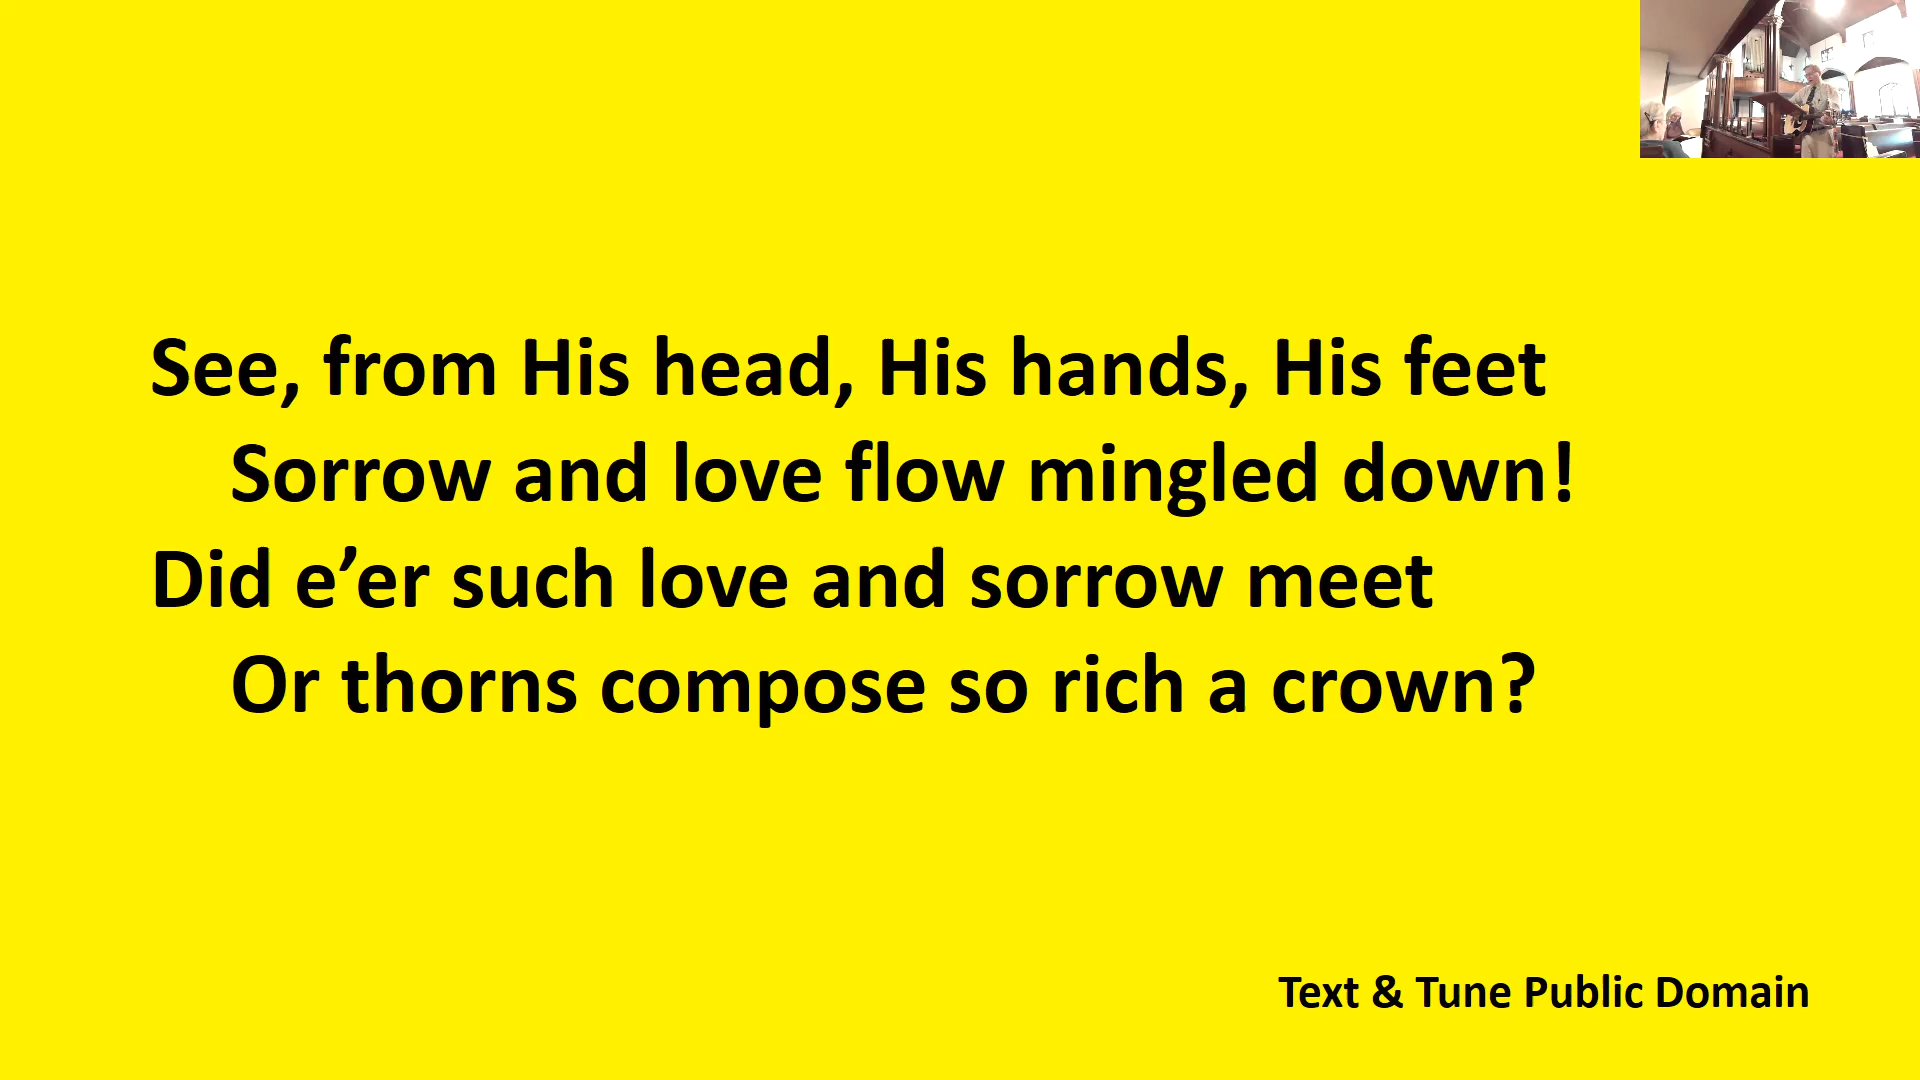 See, from His head, His hands, His feet
Sorrow and love flow mingled down!
Did e’er such love and sorrow meet
Or thorns compose so rich a crown?
Text & Tune Public Domain